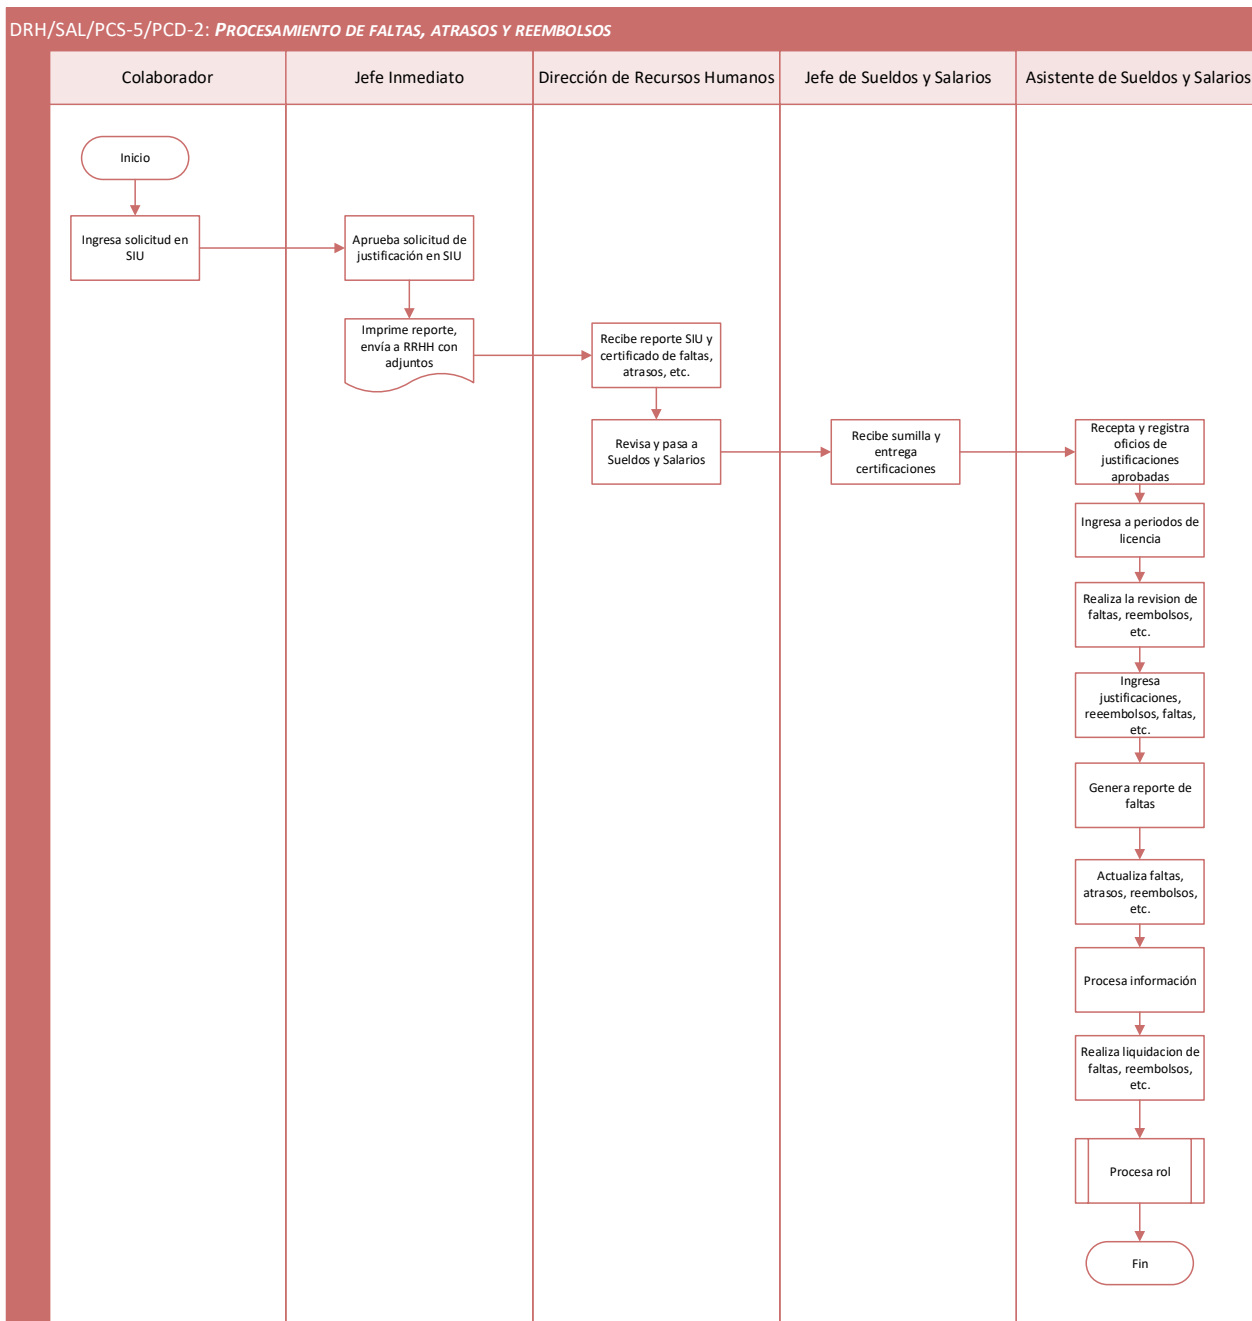 DRH/SAL/PCS-5/PCD-2: PROCESAMIENTO DE FALTAS, ATRASOS Y REEMBOLSOS
Colaborador
Jefe Inmediato
Dirección de Recursos Humanos
Jefe de Sueldos y Salarios
Asistente de Sueldos y Salarios
Inicio
Ingresa solicitud en
SIU
Aprueba solicitud de
justificación en SIU
Imprime reporte,
envía a RRHH con
adjuntos
Recibe reporte SIU y
certificado de faltas,
atrasos, etc.
Revisa y pasa a
Sueldos y Salarios
Recibe sumilla y
entrega
certificaciones
Recepta y registra
oficios de
justificaciones
aprobadas
Ingresa a periodos de
licencia
Realiza la revision de
faltas, reembolsos,
etc.
Ingresa
justificaciones,
reeembolsos, faltas,
etc.
Genera reporte de
faltas
Actualiza faltas,
atrasos, reembolsos,
etc.
Procesa información
Realiza liquidacion de
faltas, reembolsos,
etc.
Procesa rol
Fin